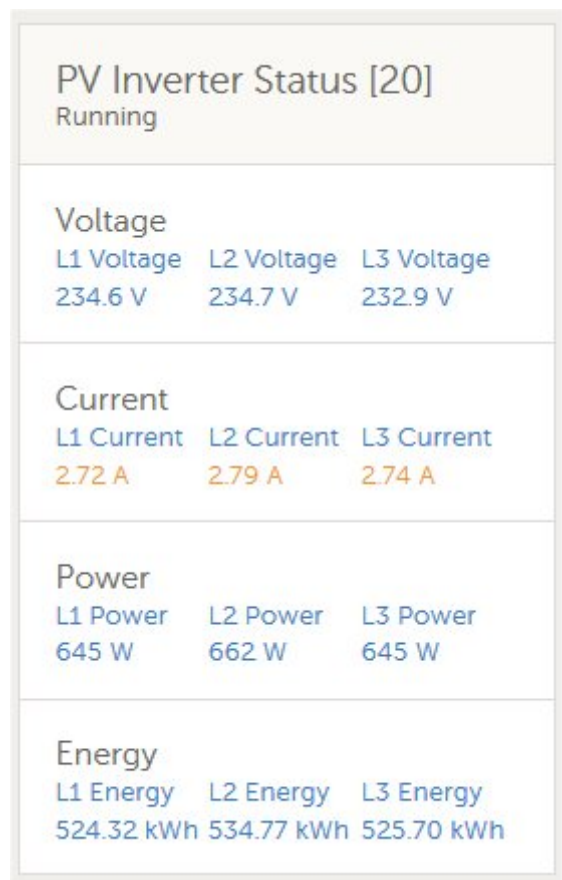 PV Inverter Status [20]
Running
Voltage
L1 Voltage L2 Voltage L3 Voltage
234.6 V 234.7 V 232.9 V
Current
L1 Current L2 Current L3 Current
2.72 A 2.79 A 2.74 A
Power
L1 Power L2 Power L3 Power
645 W 662 W 645 W
Energy
L1 Energy L2 Energy L3 Energy
524.32 kWh 534.77 kWh 525.70 kWh